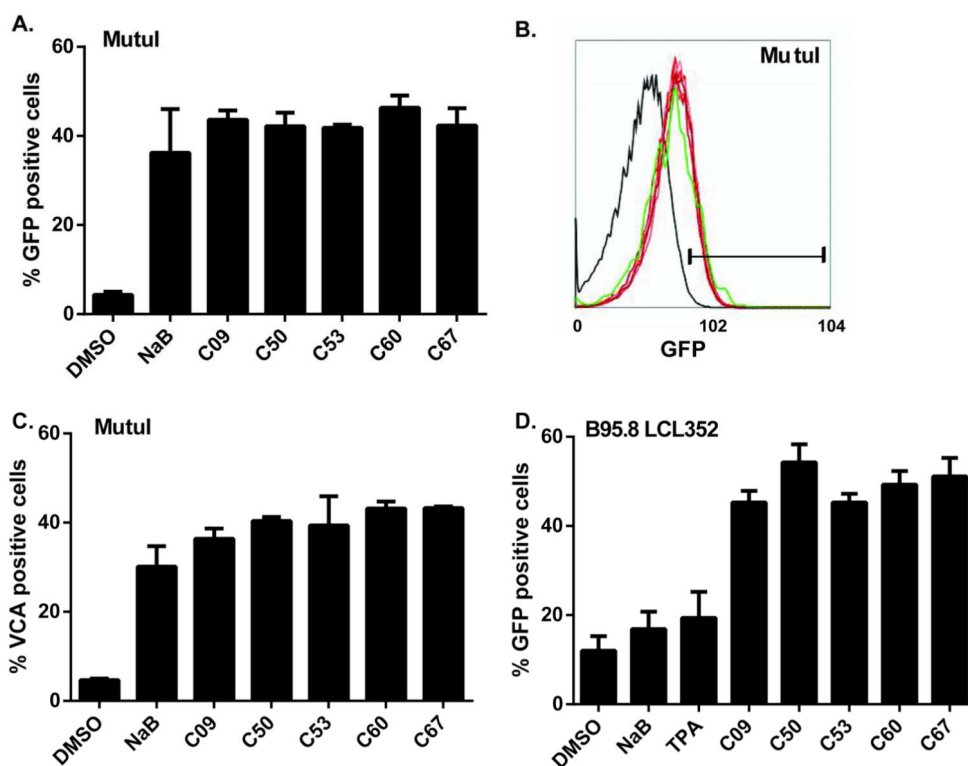 A.
MutuI
% GFP positive cells
60
40
20
0
DMSO
NaB
C09
C50
C53
C60
C67
B.
MutuI
0
102
104
GFP
C.
MutuI
% VCA positive cells
60
40
20
0
DMSO
NaB
C09
C50
C53
C60
C67
D.
B95.8 LCL352
% GFP positive cells
60
40
20
0
DMSO
NaB
TPA
C09
C50
C53
C60
C67